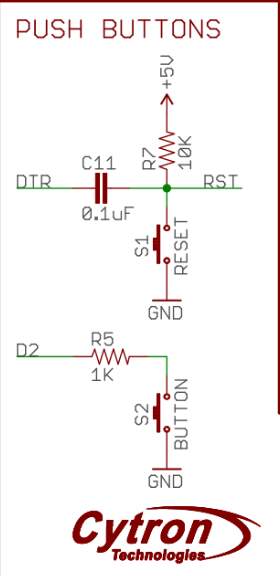 PUSH BUTTONS
+5V
R7
10K
C11
0.1uF
DTR
RST
S1
RESET
GND
D2
R5
1K
S2
BUTTON
GND
Cytron
Technologies